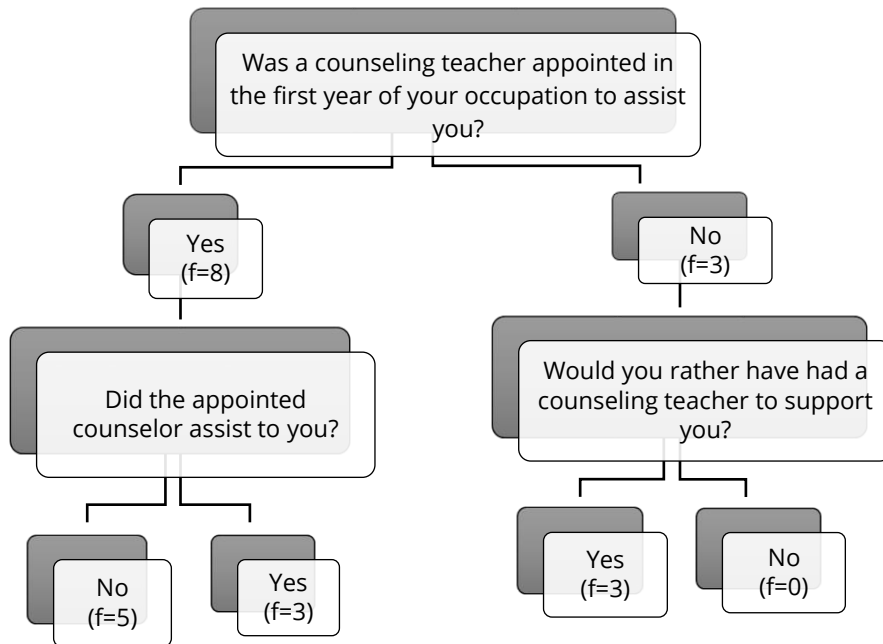 Was a counseling teacher appointed in
the first year of your occupation to assist
you?
Yes
(f=8)
No
(f=3)
Did the appointed
counselor assist to you?
Would you rather have had a
counseling teacher to support
you?
No
(f=5)
Yes
(f=3)
Yes
(f=3)
No
(f=0)